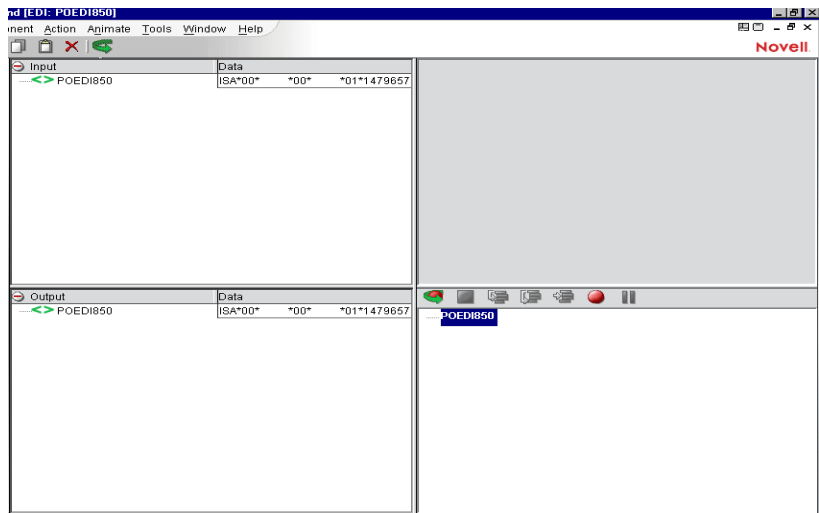 nd [EDI: POEDI850]
nent Action Animate Tools Window Help
Novell
Input Data
<> POEDI850 ISA*00* *00* *01*1479657
Output Data
<> POEDI850 ISA*00* *00* *01*1479657
POEDI850